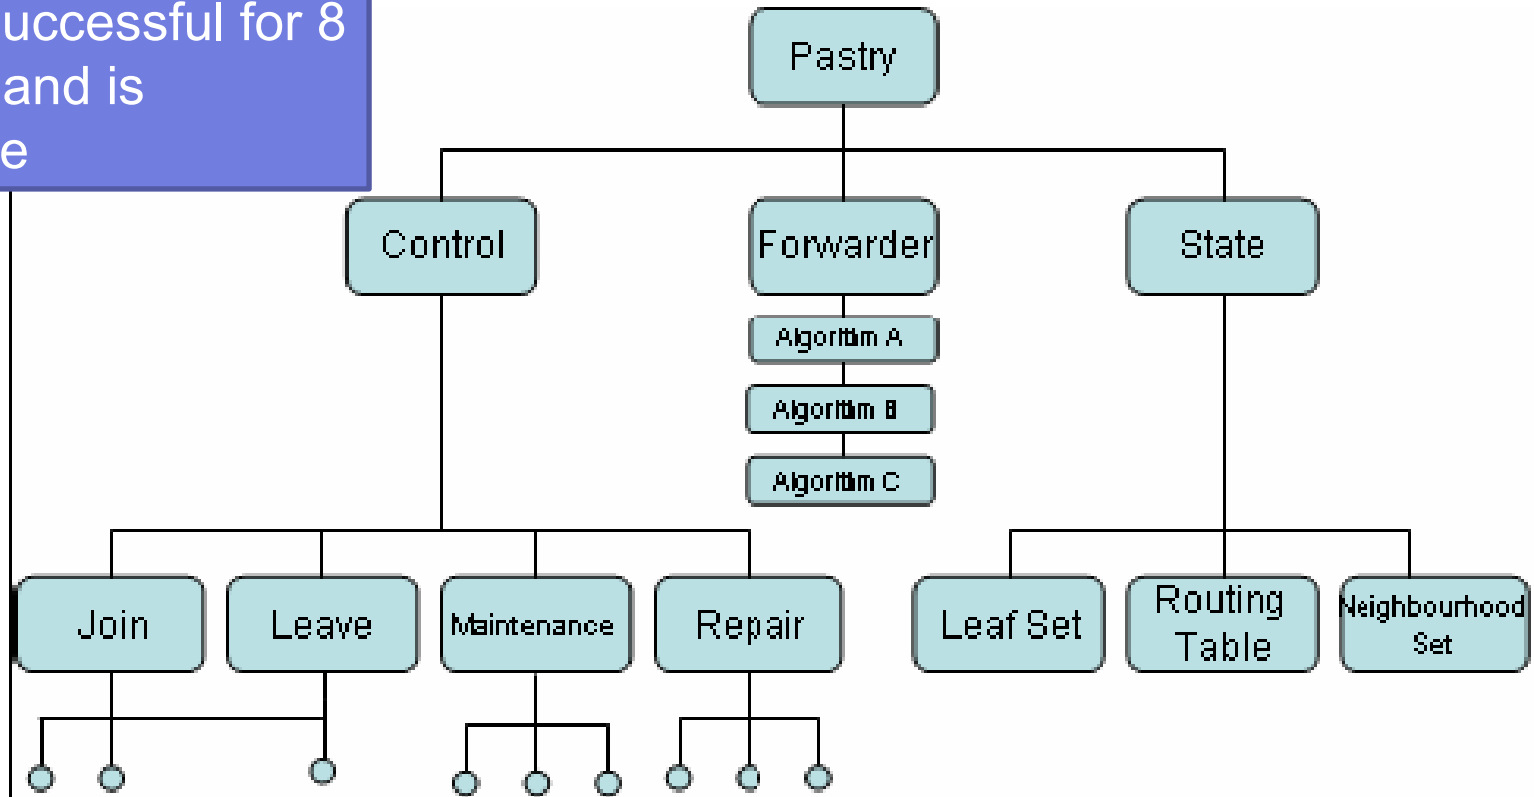 uccessful for 8
and is
e
Pastry
Control
Forwarder
State
Algorithm A
Algorithm B
Algorithm C
Join
Leave
Maintenance
Repair
Leaf Set
Routing
Table
Neighbourhood
Set